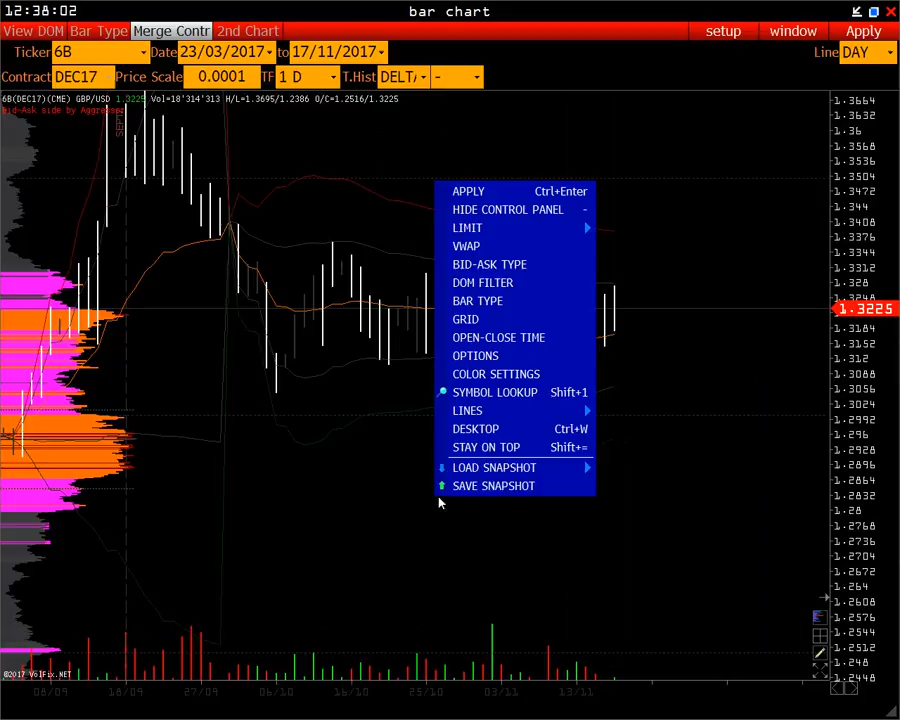 12:38:02 bar chart
View DOM Bar Type Merge Contr 2nd Chart setup window Apply
Ticker 6B Date 23/03/2017 to 17/11/2017 Line DAY
Contract DEC17 Price Scale 0.0001 TF 1 D T.Hist DELT/ -
6B(DEC17)(CME) GBP/USD 1.3225 Vol=18'314'313 H/L=1.3695/1.2386 O/C=1.2516/1.3225
Bid-Ask side by Aggressor
SEPT
APPLY Ctrl+Enter
HIDE CONTROL PANEL -
LIMIT
VWAP
BID-ASK TYPE
DOM FILTER
BAR TYPE
GRID
OPEN-CLOSE TIME
OPTIONS
COLOR SETTINGS
SYMBOL LOOKUP Shift+1
LINES
DESKTOP Ctrl+W
STAY ON TOP Shift+=
LOAD SNAPSHOT
SAVE SNAPSHOT
1.3664
1.3632
1.36
1.3568
1.3536
1.3504
1.3472
1.344
1.3408
1.3376
1.3344
1.3312
1.328
1.3248
1.3225
1.3184
1.3152
1.312
1.3088
1.3056
1.3024
1.2992
1.296
1.2928
1.2896
1.2864
1.2832
1.28
1.2768
1.2736
1.2704
1.2672
1.264
1.2608
1.2576
1.2544
1.2512
1.248
1.2448
©2017 VolFix.NET
08/09 18/09 27/09 06/10 16/10 25/10 03/11 13/11